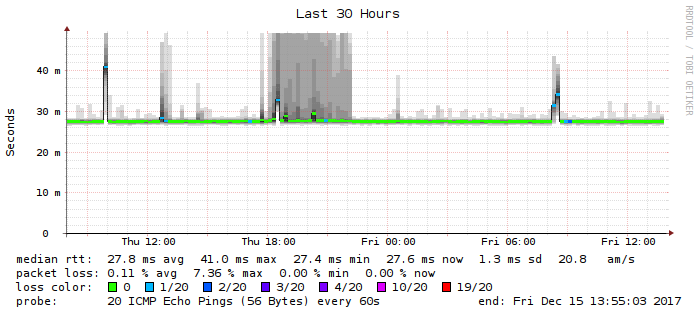 Last 30 Hours
RRDTOOL / TOBI OETIKER
Seconds
40 m
30 m
20 m
10 m
0
Thu 12:00 Thu 18:00 Fri 00:00 Fri 06:00 Fri 12:00
median rtt: 27.8 ms avg 41.0 ms max 27.4 ms min 27.6 ms now 1.3 ms sd 20.8 am/s
packet loss: 0.11 % avg 7.36 % max 0.00 % min 0.00 % now
loss color: 0 1/20 2/20 3/20 4/20 10/20 19/20
probe: 20 ICMP Echo Pings (56 Bytes) every 60s end: Fri Dec 15 13:55:03 2017